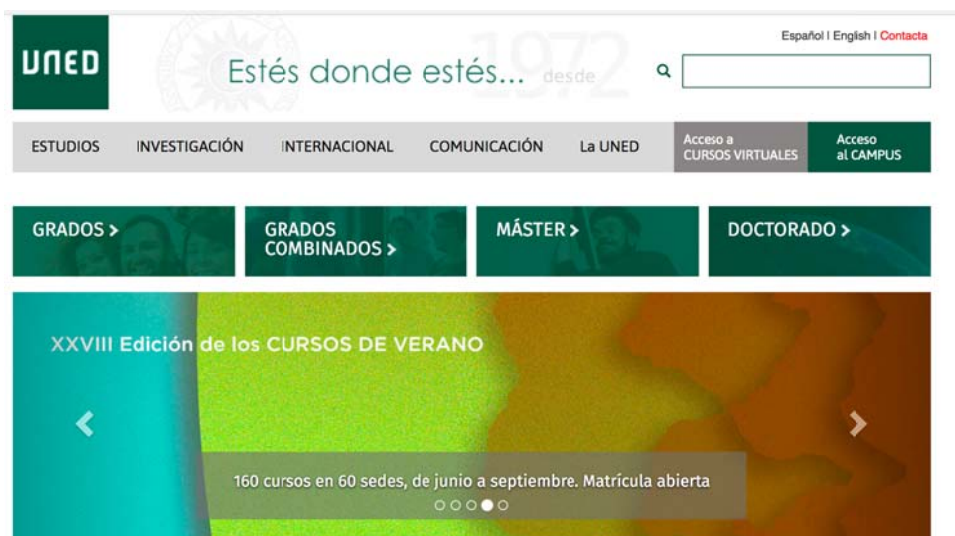 Español | English | Contacta
UNED
Estés donde estés... desde 1972
ESTUDIOS INVESTIGACIÓN INTERNACIONAL COMUNICACIÓN La UNED
Acceso a
CURSOS VIRTUALES
Acceso
al CAMPUS
GRADOS >
GRADOS
COMBINADOS >
MÁSTER >
DOCTORADO >
XXVIII Edición de los CURSOS DE VERANO
160 cursos en 60 sedes, de junio a septiembre. Matrícula abierta